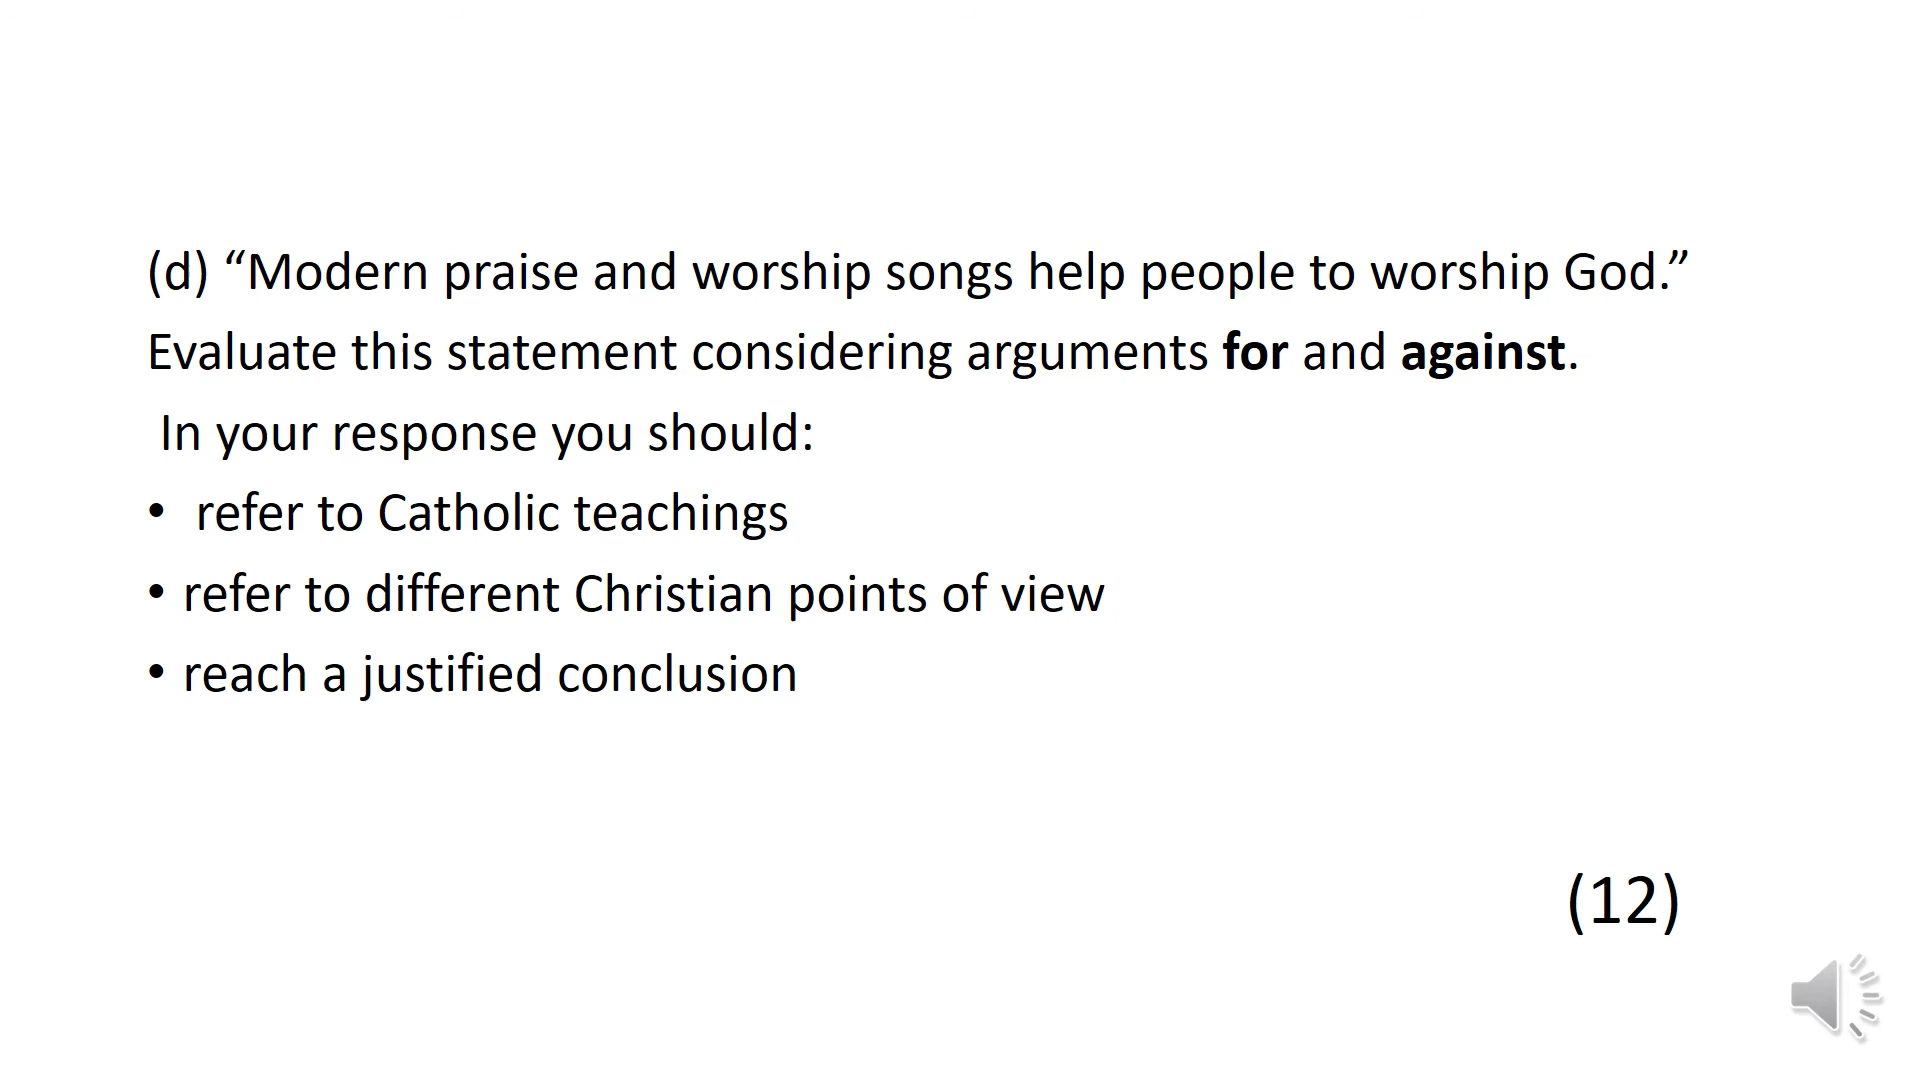 (d) “Modern praise and worship songs help people to worship God.”
Evaluate this statement considering arguments for and against.
In your response you should:
• refer to Catholic teachings
• refer to different Christian points of view
• reach a justified conclusion
(12)